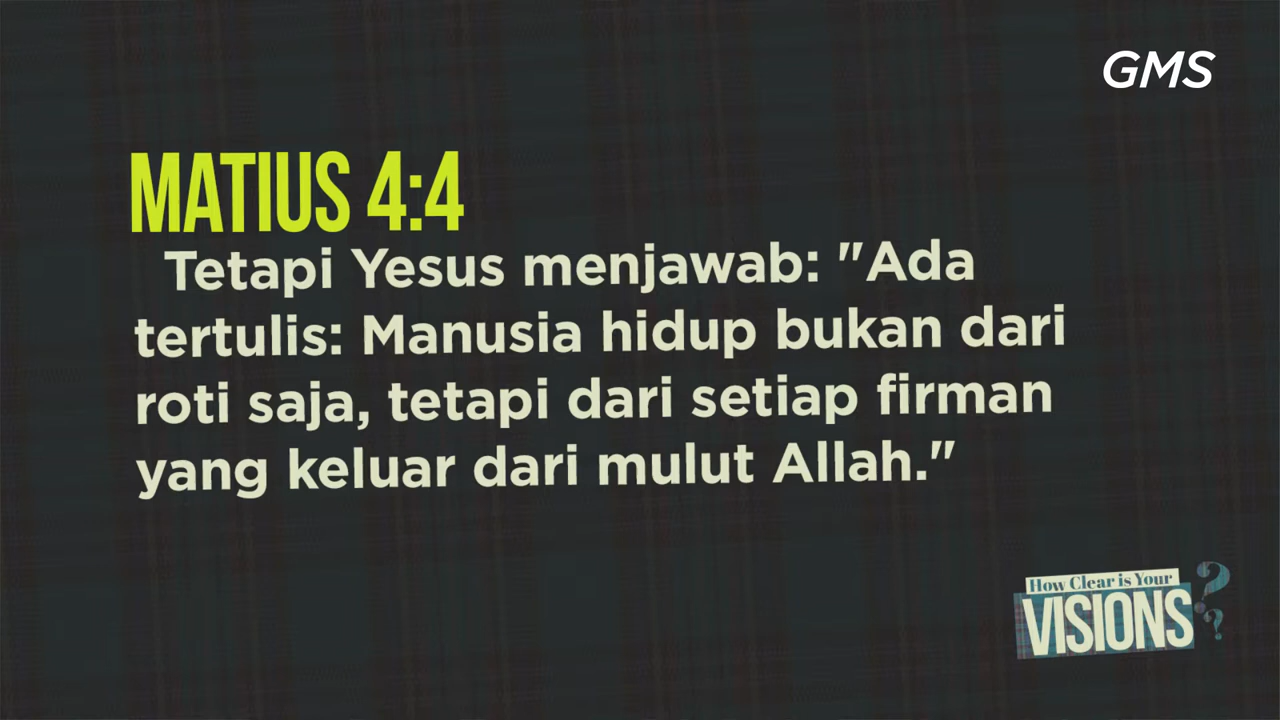 GMS
MATIUS 4:4
Tetapi Yesus menjawab: "Ada
tertulis: Manusia hidup bukan dari
roti saja, tetapi dari setiap firman
yang keluar dari mulut Allah."
How Clear is Your
VISIONS??